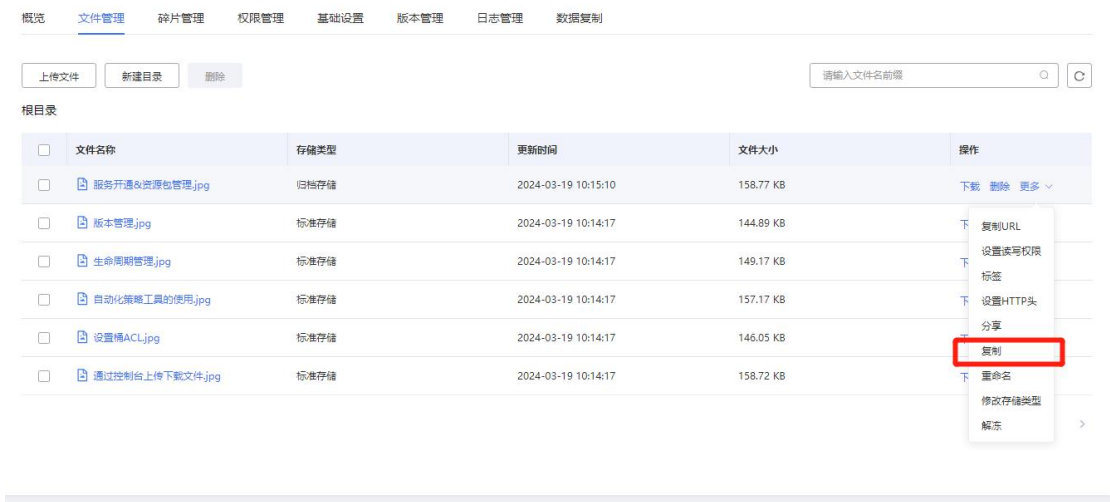 概览 文件管理 碎片管理 权限管理 基础设置 版本管理 日志管理 数据复制
上传文件 新建目录 删除 请输入文件名前缀
根目录
文件名称 存储类型 更新时间 文件大小 操作
服务开通&资源包管理.jpg 归档存储 2024-03-19 10:15:10 158.77 KB 下载 删除 更多
版本管理.jpg 标准存储 2024-03-19 10:14:17 144.89 KB 下
生命周期管理.jpg 标准存储 2024-03-19 10:14:17 149.17 KB 下
自动化策略工具的使用.jpg 标准存储 2024-03-19 10:14:17 157.17 KB 下
设置桶ACL.jpg 标准存储 2024-03-19 10:14:17 146.05 KB
通过控制台上传下载文件.jpg 标准存储 2024-03-19 10:14:17 158.72 KB 下
复制URL
设置读写权限
标签
设置HTTP头
分享
复制
重命名
修改存储类型
解冻